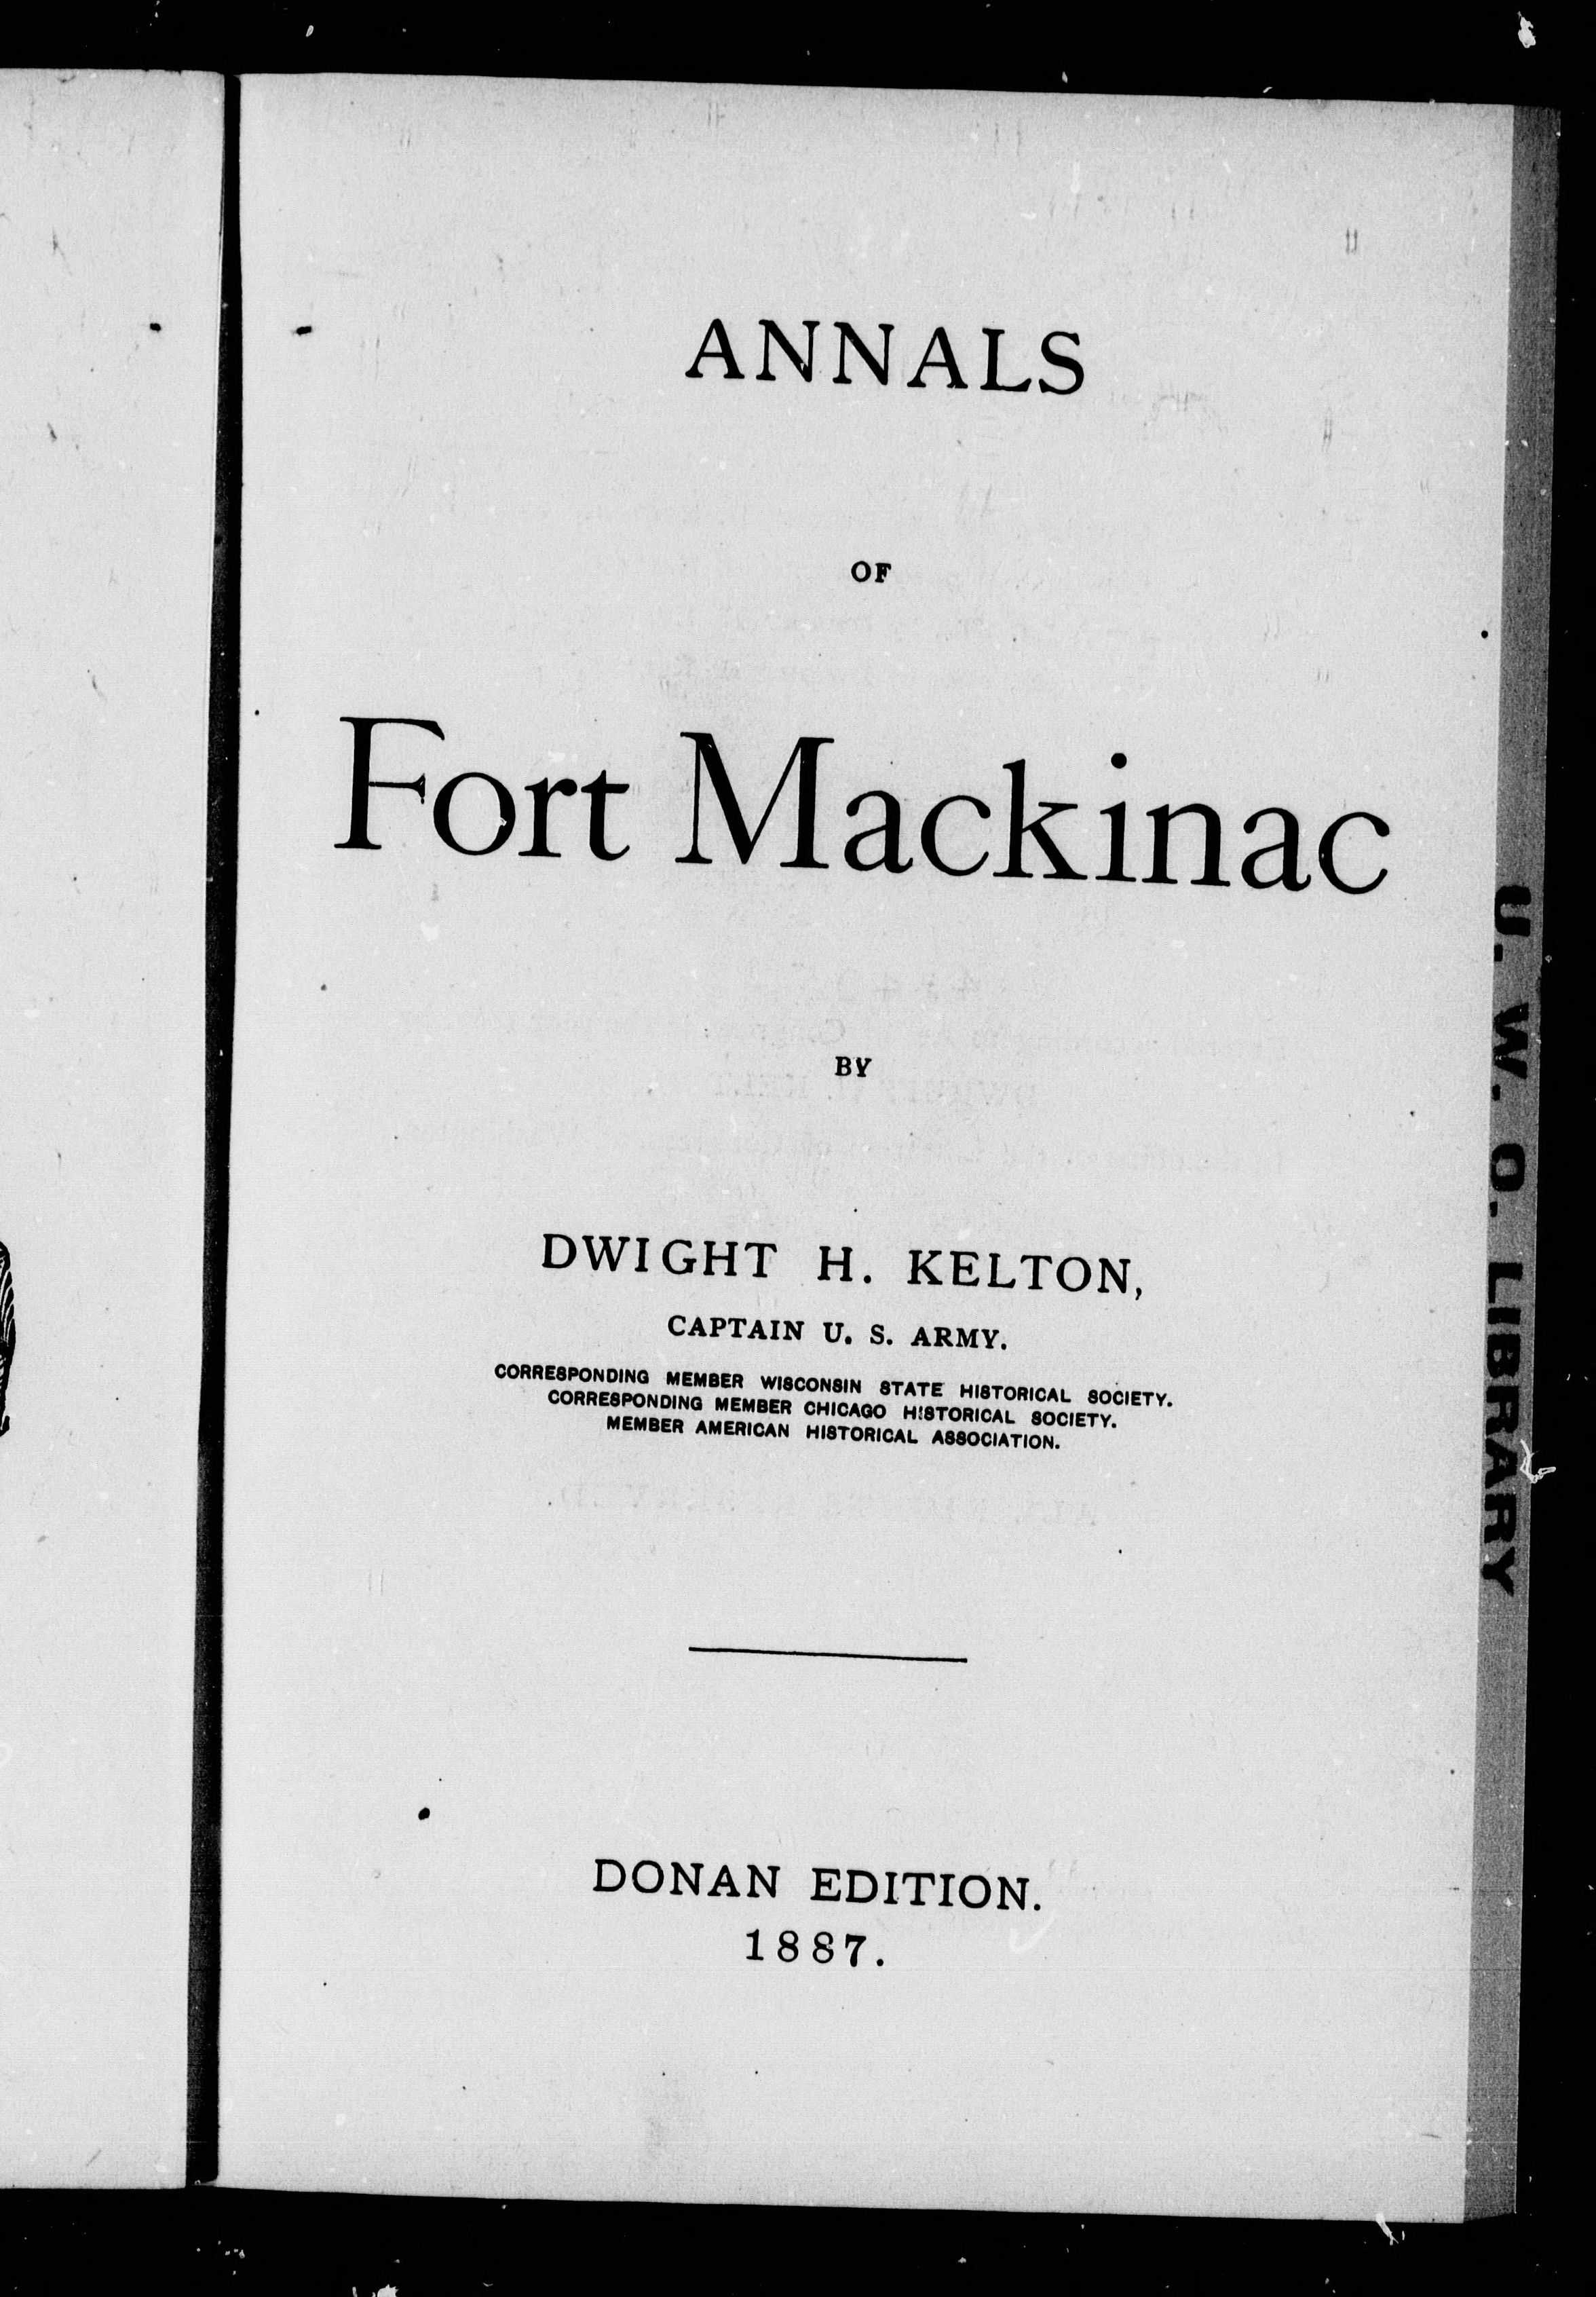 ANNALS
OF
Fort Mackinac
BY
DWIGHT H. KELTON,
CAPTAIN U. S. ARMY.
CORRESPONDING MEMBER WISCONSIN STATE HISTORICAL SOCIETY.
CORRESPONDING MEMBER CHICAGO HISTORICAL SOCIETY.
MEMBER AMERICAN HISTORICAL ASSOCIATION.
DONAN EDITION.
1887.
U. W. O. LIBRARY